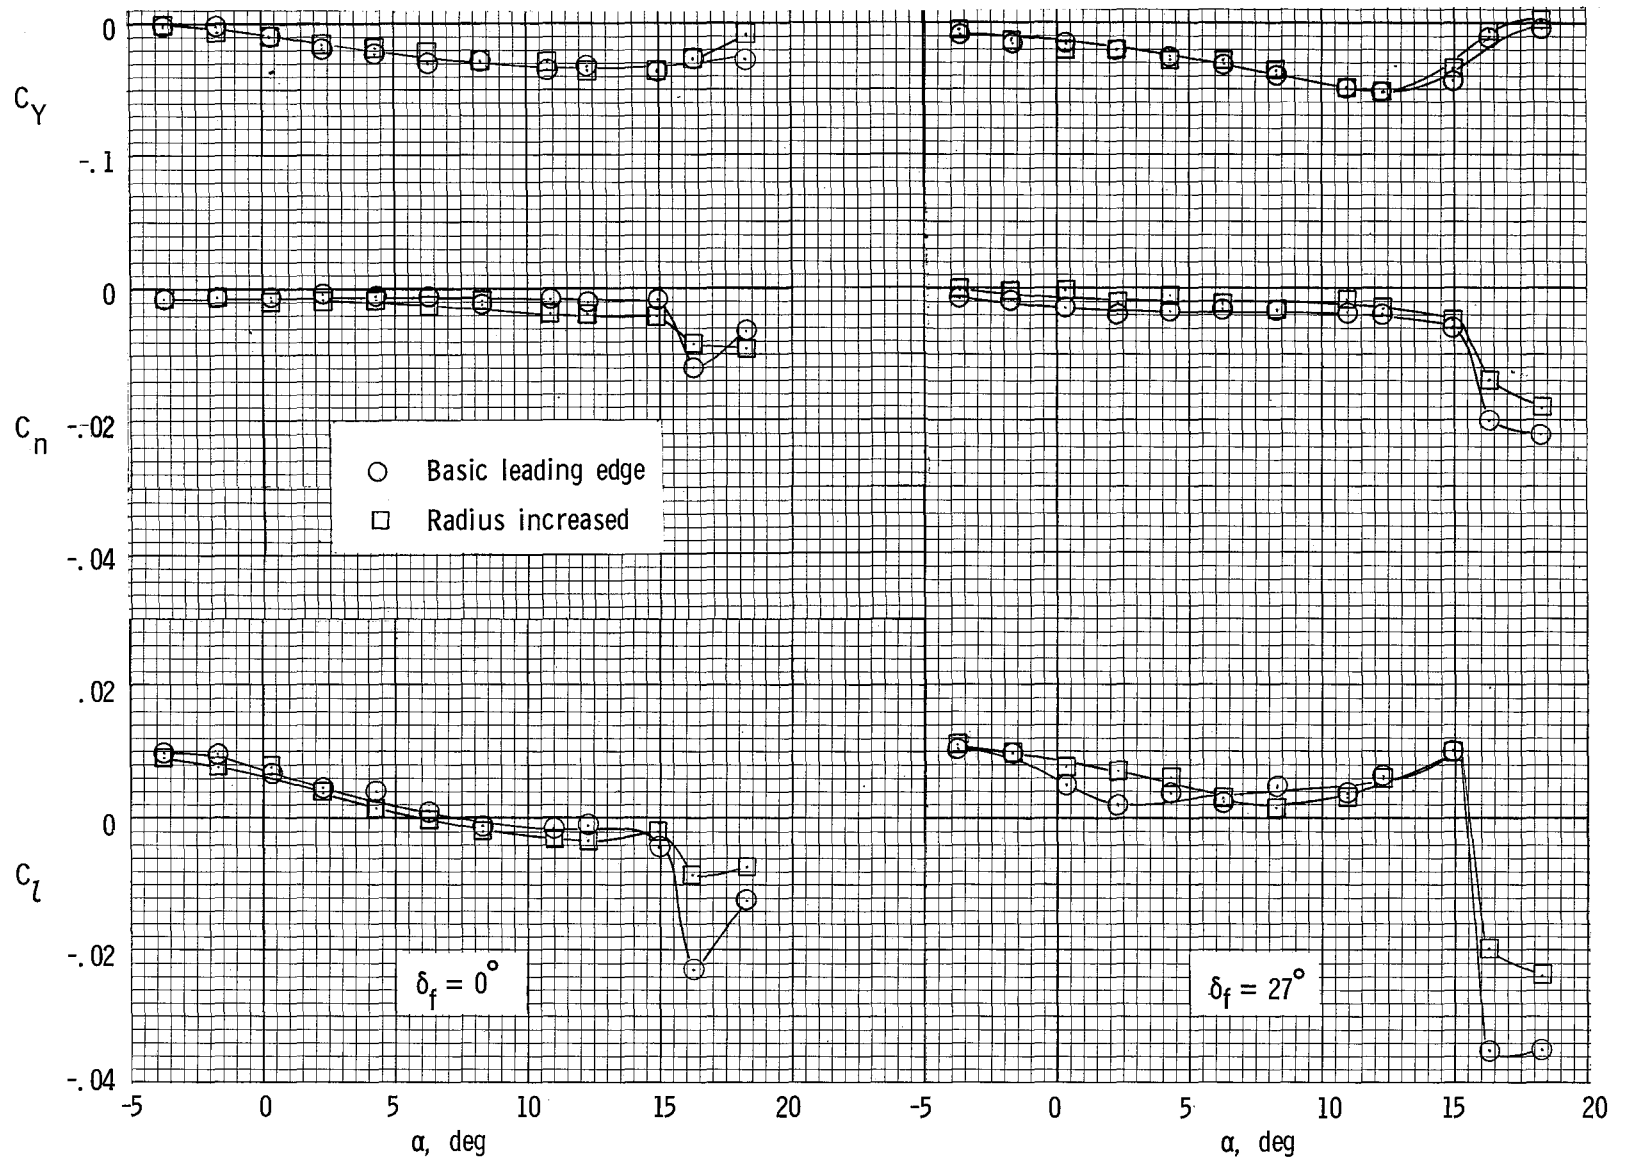 0
C_Y
-.1
0
C_n
-.02
○ Basic leading edge
□ Radius increased
-.04
.02
0
C_l
-.02
δ_f = 0°
δ_f = 27°
-.04
-5 0 5 10 15 20 -5 0 5 10 15 20
α, deg α, deg